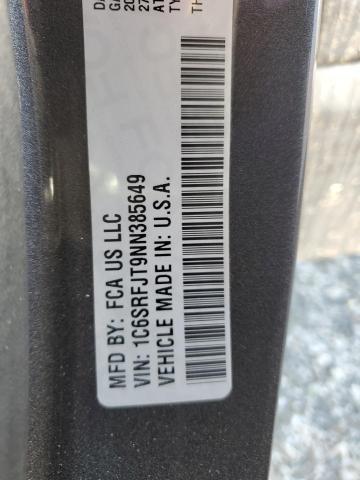 MFD BY: FCA US LLC
VIN: 1C6SRFJT9NN385649
VEHICLE MADE IN: U.S.A.